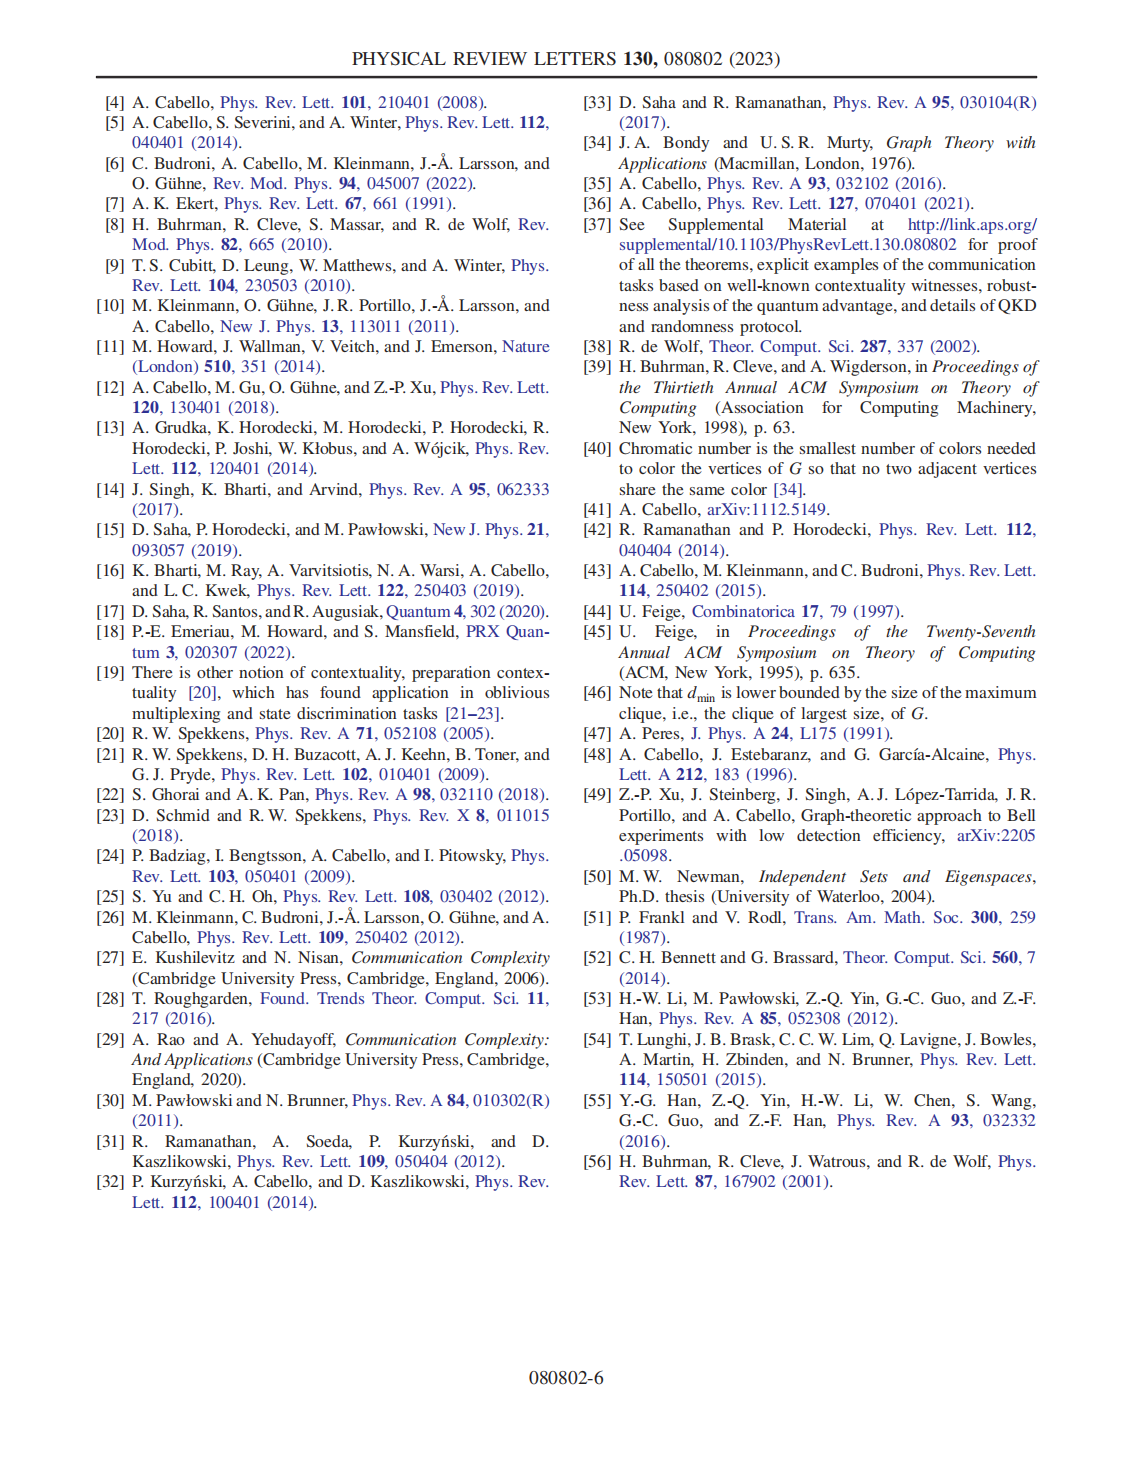 PHYSICAL REVIEW LETTERS 130, 080802 (2023)
[4] A. Cabello, Phys. Rev. Lett. 101, 210401 (2008).
[5] A. Cabello, S. Severini, and A. Winter, Phys. Rev. Lett. 112,
040401 (2014).
[6] C. Budroni, A. Cabello, M. Kleinmann, J.-Å. Larsson, and
O. Gühne, Rev. Mod. Phys. 94, 045007 (2022).
[7] A. K. Ekert, Phys. Rev. Lett. 67, 661 (1991).
[8] H. Buhrman, R. Cleve, S. Massar, and R. de Wolf, Rev.
Mod. Phys. 82, 665 (2010).
[9] T. S. Cubitt, D. Leung, W. Matthews, and A. Winter, Phys.
Rev. Lett. 104, 230503 (2010).
[10] M. Kleinmann, O. Gühne, J. R. Portillo, J.-Å. Larsson, and
A. Cabello, New J. Phys. 13, 113011 (2011).
[11] M. Howard, J. Wallman, V. Veitch, and J. Emerson, Nature
(London) 510, 351 (2014).
[12] A. Cabello, M. Gu, O. Gühne, and Z.-P. Xu, Phys. Rev. Lett.
120, 130401 (2018).
[13] A. Grudka, K. Horodecki, M. Horodecki, P. Horodecki, R.
Horodecki, P. Joshi, W. Kłobus, and A. Wójcik, Phys. Rev.
Lett. 112, 120401 (2014).
[14] J. Singh, K. Bharti, and Arvind, Phys. Rev. A 95, 062333
(2017).
[15] D. Saha, P. Horodecki, and M. Pawłowski, New J. Phys. 21,
093057 (2019).
[16] K. Bharti, M. Ray, A. Varvitsiotis, N. A. Warsi, A. Cabello,
and L. C. Kwek, Phys. Rev. Lett. 122, 250403 (2019).
[17] D. Saha, R. Santos, and R. Augusiak, Quantum 4, 302 (2020).
[18] P.-E. Emeriau, M. Howard, and S. Mansfield, PRX Quan-
tum 3, 020307 (2022).
[19] There is other notion of contextuality, preparation contex-
tuality [20], which has found application in oblivious
multiplexing and state discrimination tasks [21–23].
[20] R. W. Spekkens, Phys. Rev. A 71, 052108 (2005).
[21] R. W. Spekkens, D. H. Buzacott, A. J. Keehn, B. Toner, and
G. J. Pryde, Phys. Rev. Lett. 102, 010401 (2009).
[22] S. Ghorai and A. K. Pan, Phys. Rev. A 98, 032110 (2018).
[23] D. Schmid and R. W. Spekkens, Phys. Rev. X 8, 011015
(2018).
[24] P. Badziag, I. Bengtsson, A. Cabello, and I. Pitowsky, Phys.
Rev. Lett. 103, 050401 (2009).
[25] S. Yu and C. H. Oh, Phys. Rev. Lett. 108, 030402 (2012).
[26] M. Kleinmann, C. Budroni, J.-Å. Larsson, O. Gühne, and A.
Cabello, Phys. Rev. Lett. 109, 250402 (2012).
[27] E. Kushilevitz and N. Nisan, Communication Complexity
(Cambridge University Press, Cambridge, England, 2006).
[28] T. Roughgarden, Found. Trends Theor. Comput. Sci. 11,
217 (2016).
[29] A. Rao and A. Yehudayoff, Communication Complexity:
And Applications (Cambridge University Press, Cambridge,
England, 2020).
[30] M. Pawłowski and N. Brunner, Phys. Rev. A 84, 010302(R)
(2011).
[31] R. Ramanathan, A. Soeda, P. Kurzyński, and D.
Kaszlikowski, Phys. Rev. Lett. 109, 050404 (2012).
[32] P. Kurzyński, A. Cabello, and D. Kaszlikowski, Phys. Rev.
Lett. 112, 100401 (2014).
[33] D. Saha and R. Ramanathan, Phys. Rev. A 95, 030104(R)
(2017).
[34] J. A. Bondy and U. S. R. Murty, Graph Theory with
Applications (Macmillan, London, 1976).
[35] A. Cabello, Phys. Rev. A 93, 032102 (2016).
[36] A. Cabello, Phys. Rev. Lett. 127, 070401 (2021).
[37] See Supplemental Material at http://link.aps.org/
supplemental/10.1103/PhysRevLett.130.080802 for proof
of all the theorems, explicit examples of the communication
tasks based on well-known contextuality witnesses, robust-
ness analysis of the quantum advantage, and details of QKD
and randomness protocol.
[38] R. de Wolf, Theor. Comput. Sci. 287, 337 (2002).
[39] H. Buhrman, R. Cleve, and A. Wigderson, in Proceedings of
the Thirtieth Annual ACM Symposium on Theory of
Computing (Association for Computing Machinery,
New York, 1998), p. 63.
[40] Chromatic number is the smallest number of colors needed
to color the vertices of G so that no two adjacent vertices
share the same color [34].
[41] A. Cabello, arXiv:1112.5149.
[42] R. Ramanathan and P. Horodecki, Phys. Rev. Lett. 112,
040404 (2014).
[43] A. Cabello, M. Kleinmann, and C. Budroni, Phys. Rev. Lett.
114, 250402 (2015).
[44] U. Feige, Combinatorica 17, 79 (1997).
[45] U. Feige, in Proceedings of the Twenty-Seventh
Annual ACM Symposium on Theory of Computing
(ACM, New York, 1995), p. 635.
[46] Note that d_min is lower bounded by the size of the maximum
clique, i.e., the clique of largest size, of G.
[47] A. Peres, J. Phys. A 24, L175 (1991).
[48] A. Cabello, J. Estebaranz, and G. García-Alcaine, Phys.
Lett. A 212, 183 (1996).
[49] Z.-P. Xu, J. Steinberg, J. Singh, A. J. López-Tarrida, J. R.
Portillo, and A. Cabello, Graph-theoretic approach to Bell
experiments with low detection efficiency, arXiv:2205
.05098.
[50] M. W. Newman, Independent Sets and Eigenspaces,
Ph.D. thesis (University of Waterloo, 2004).
[51] P. Frankl and V. Rodl, Trans. Am. Math. Soc. 300, 259
(1987).
[52] C. H. Bennett and G. Brassard, Theor. Comput. Sci. 560, 7
(2014).
[53] H.-W. Li, M. Pawłowski, Z.-Q. Yin, G.-C. Guo, and Z.-F.
Han, Phys. Rev. A 85, 052308 (2012).
[54] T. Lunghi, J. B. Brask, C. C. W. Lim, Q. Lavigne, J. Bowles,
A. Martin, H. Zbinden, and N. Brunner, Phys. Rev. Lett.
114, 150501 (2015).
[55] Y.-G. Han, Z.-Q. Yin, H.-W. Li, W. Chen, S. Wang,
G.-C. Guo, and Z.-F. Han, Phys. Rev. A 93, 032332
(2016).
[56] H. Buhrman, R. Cleve, J. Watrous, and R. de Wolf, Phys.
Rev. Lett. 87, 167902 (2001).
080802-6